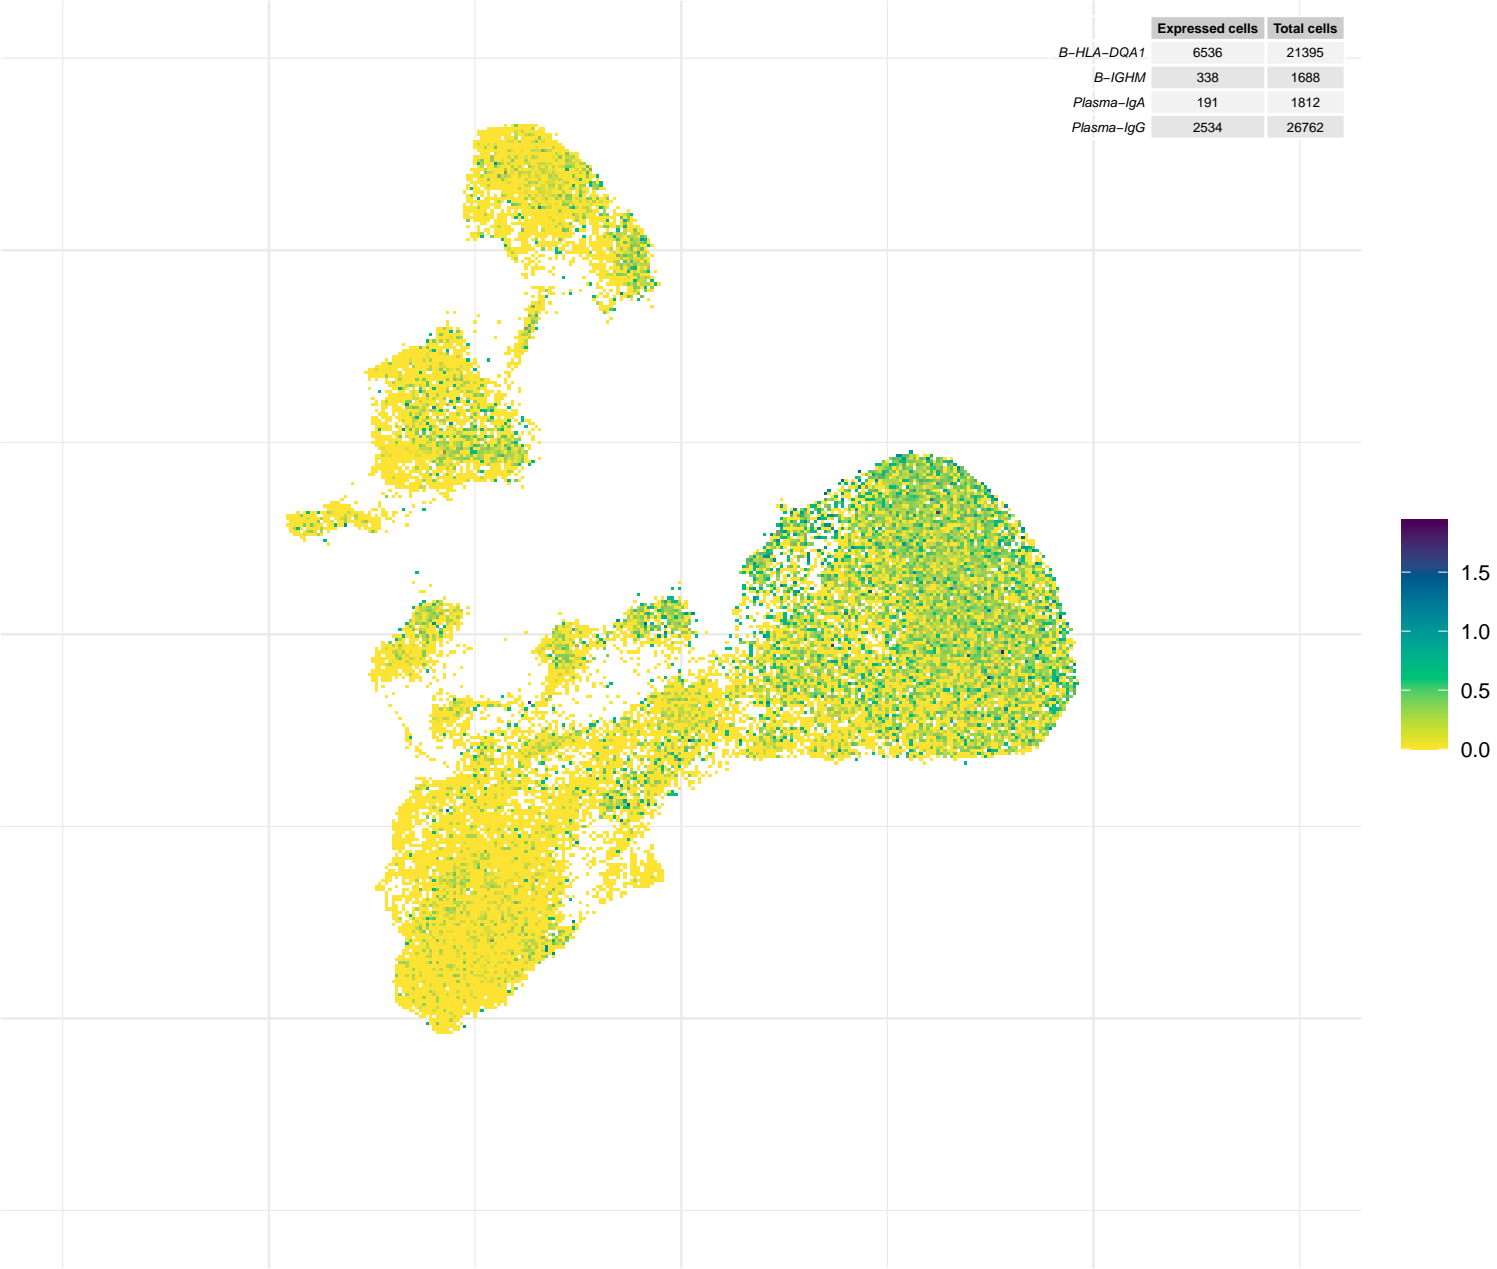 Expressed cells Total cells
B−HLA−DQA1 6536 21395
B−IGHM 338 1688
Plasma−IgA 191 1812
Plasma−IgG 2534 26762
1.5
1.0
0.5
0.0